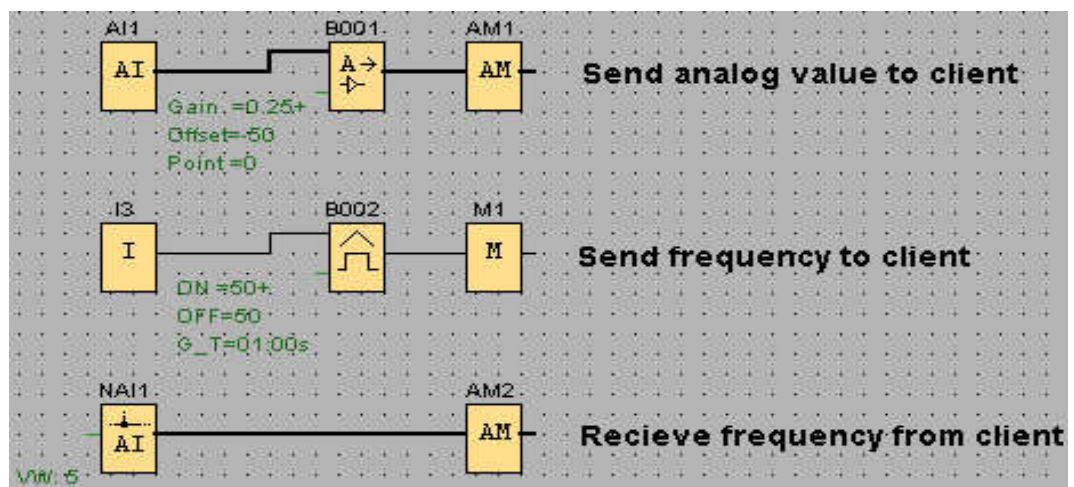 AI1 B001 AM1
AI A→ AM Send analog value to client
Gain =0.25+
Offset=-50
Point=0
I3 B002 M1
I M Send frequency to client
ON =50+
OFF=50
G_T=01:00s
NAI1 AM2
AI AM Recieve frequency from client
VW: 5